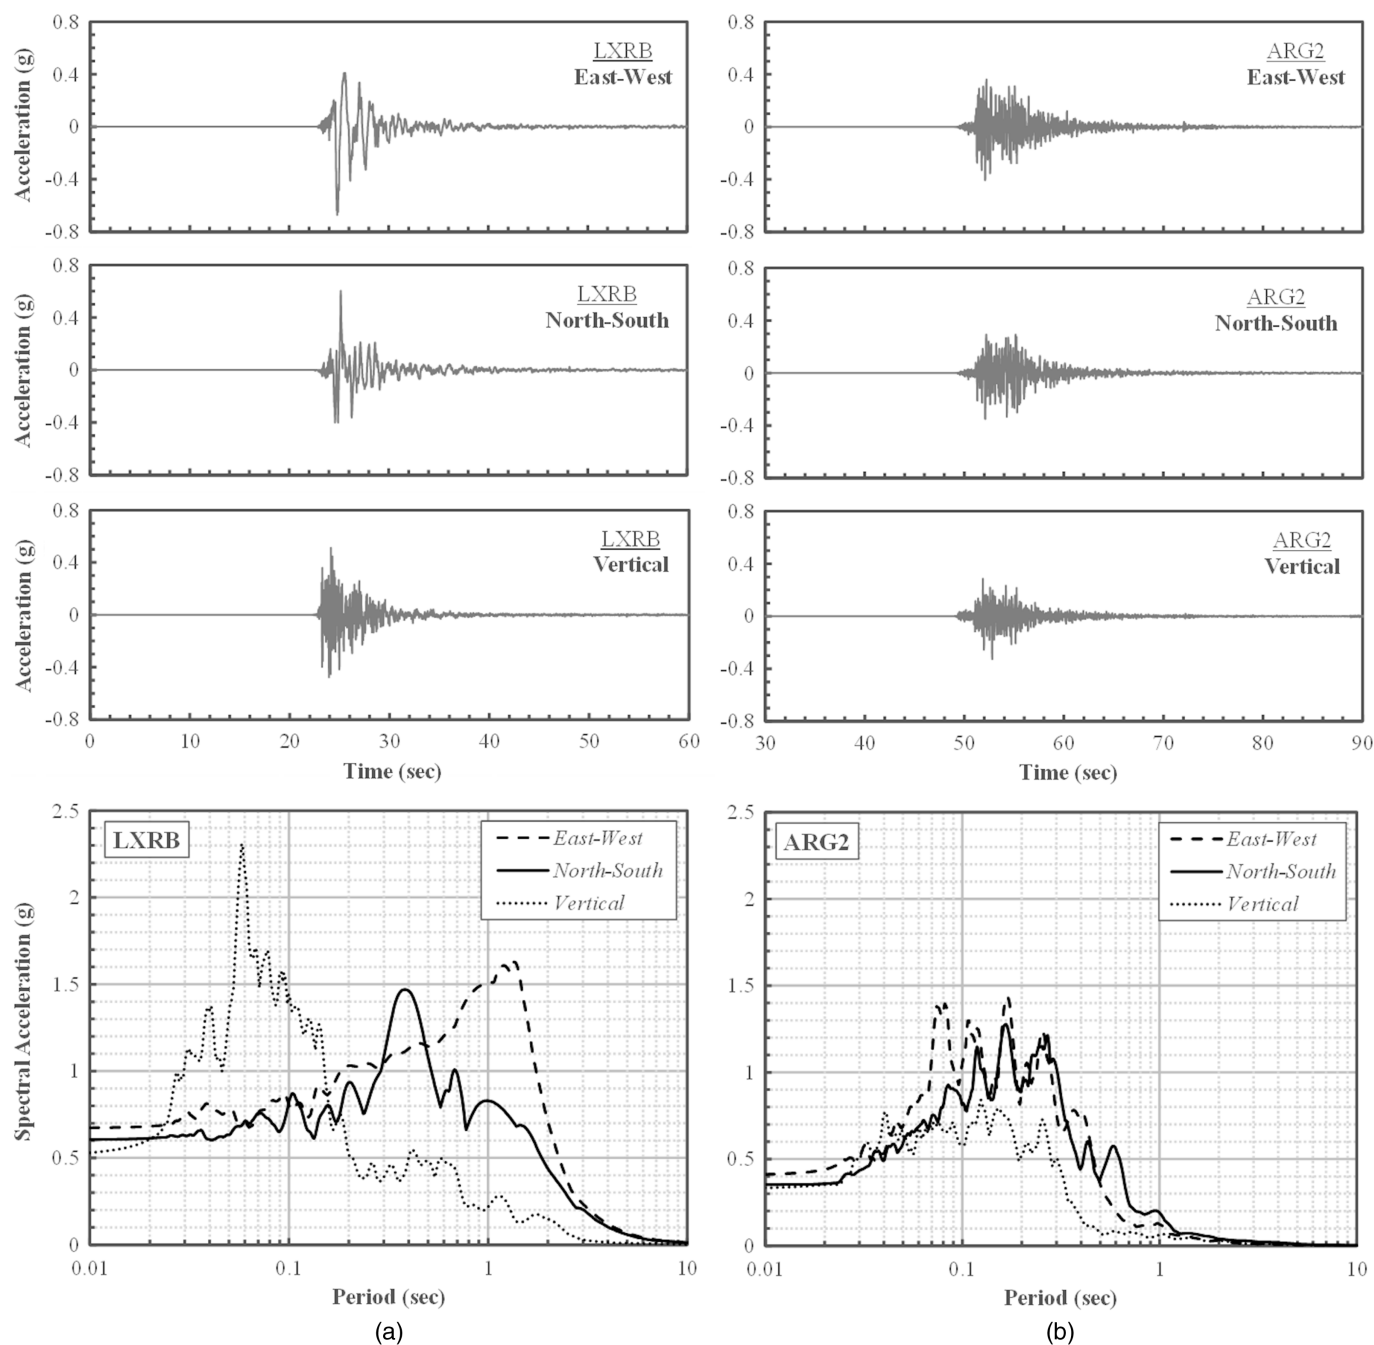 0.8
0.4
0
-0.4
-0.8
Acceleration (g)
LXRB
East-West
0.8
0.4
0
-0.4
-0.8
ARG2
East-West
0.8
0.4
0
-0.4
-0.8
Acceleration (g)
LXRB
North-South
0.8
0.4
0
-0.4
-0.8
ARG2
North-South
0.8
0.4
0
-0.4
-0.8
Acceleration (g)
LXRB
Vertical
0 10 20 30 40 50 60
Time (sec)
0.8
0.4
0
-0.4
-0.8
ARG2
Vertical
30 40 50 60 70 80 90
Time (sec)
2.5
2
1.5
1
0.5
0
Spectral Acceleration (g)
LXRB
East-West
North-South
Vertical
0.01 0.1 1 10
Period (sec)
(a)
2.5
2
1.5
1
0.5
0
ARG2
East-West
North-South
Vertical
0.01 0.1 1 10
Period (sec)
(b)